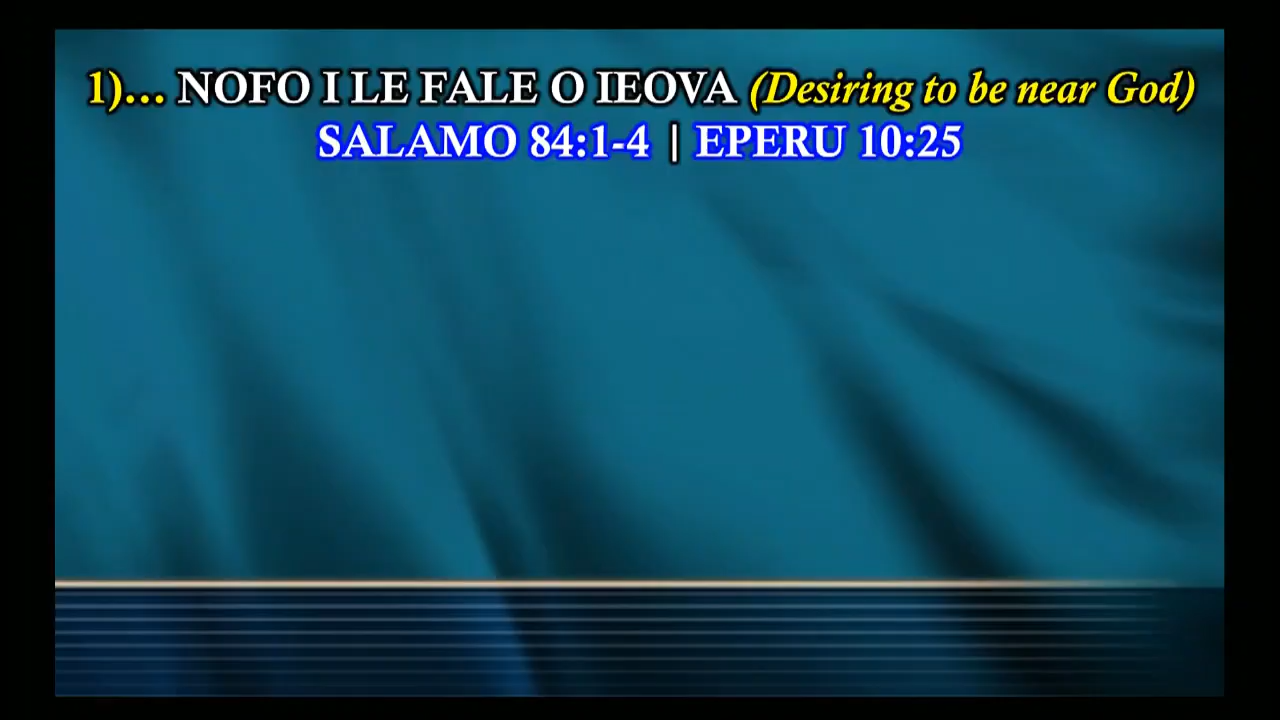 1)... NOFO I LE FALE O IEOVA (Desiring to be near God)
SALAMO 84:1-4 | EPERU 10:25